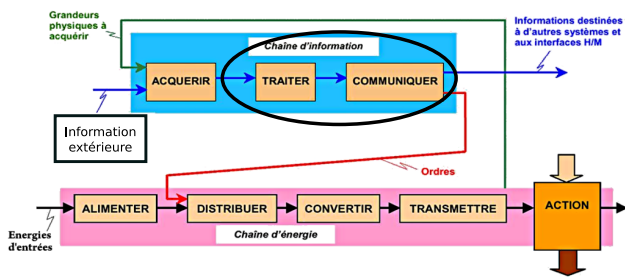 Grandeurs
physiques à
acquérir
Chaîne d'information
Informations destinées
à d'autres systèmes et
aux interfaces H/M
ACQUERIR
TRAITER
COMMUNIQUER
Information
extérieure
Ordres
ALIMENTER
DISTRIBUER
CONVERTIR
TRANSMETTRE
ACTION
Energies
d'entrées
Chaîne d'énergie